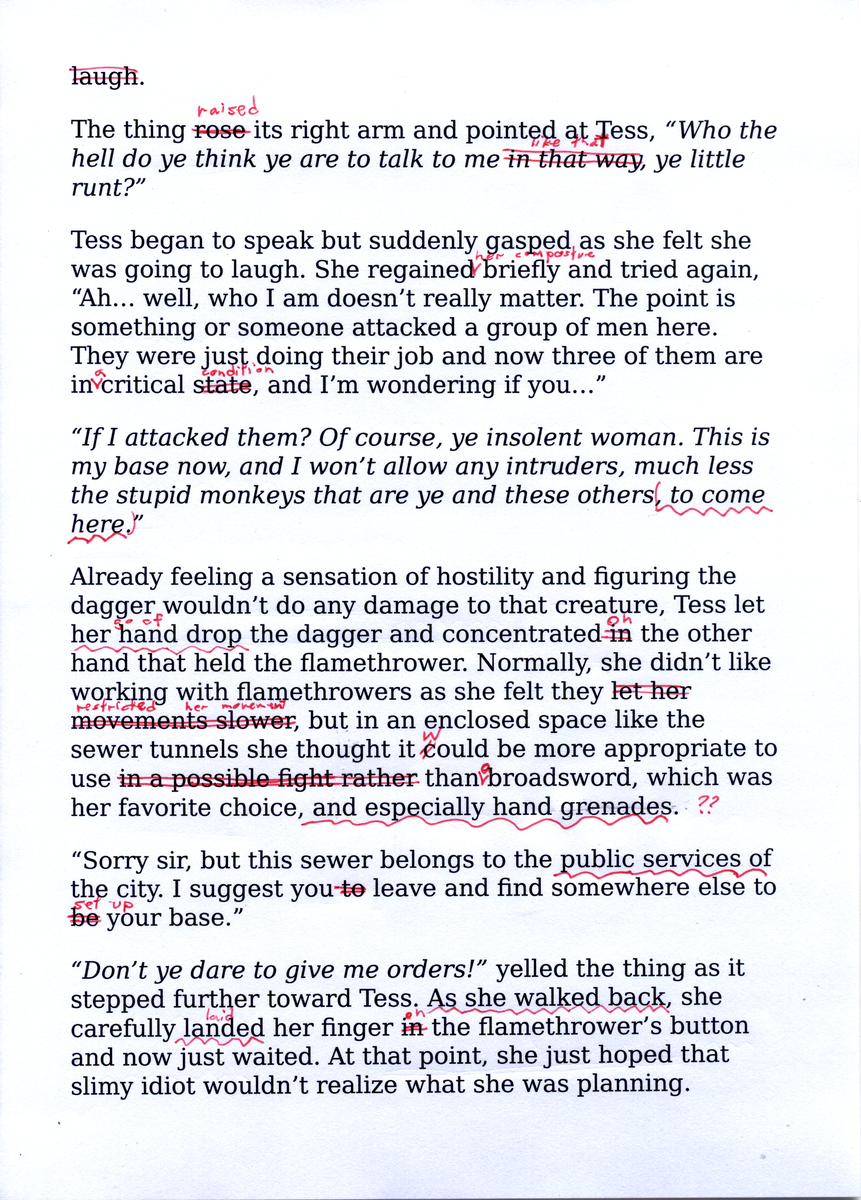 laugh.
raised
The thing rose its right arm and pointed at Tess, “Who the
like that
hell do ye think ye are to talk to me in that way, ye little
runt?”
Tess began to speak but suddenly gasped as she felt she
her composture
was going to laugh. She regained briefly and tried again,
“Ah… well, who I am doesn’t really matter. The point is
something or someone attacked a group of men here.
They were just doing their job and now three of them are
a condition
in critical state, and I’m wondering if you…”
“If I attacked them? Of course, ye insolent woman. This is
my base now, and I won’t allow any intruders, much less
the stupid monkeys that are ye and these others, to come
here.”
Already feeling a sensation of hostility and figuring the
dagger wouldn’t do any damage to that creature, Tess let
go of on
her hand drop the dagger and concentrated in the other
hand that held the flamethrower. Normally, she didn’t like
working with flamethrowers as she felt they let her
restricted her movement
movements slower, but in an enclosed space like the
w
sewer tunnels she thought it could be more appropriate to
a
use in a possible fight rather than broadsword, which was
her favorite choice, and especially hand grenades. ??
“Sorry sir, but this sewer belongs to the public services of
the city. I suggest you to leave and find somewhere else to
set up
be your base.”
“Don’t ye dare to give me orders!” yelled the thing as it
stepped further toward Tess. As she walked back, she
laid on
carefully landed her finger in the flamethrower’s button
and now just waited. At that point, she just hoped that
slimy idiot wouldn’t realize what she was planning.